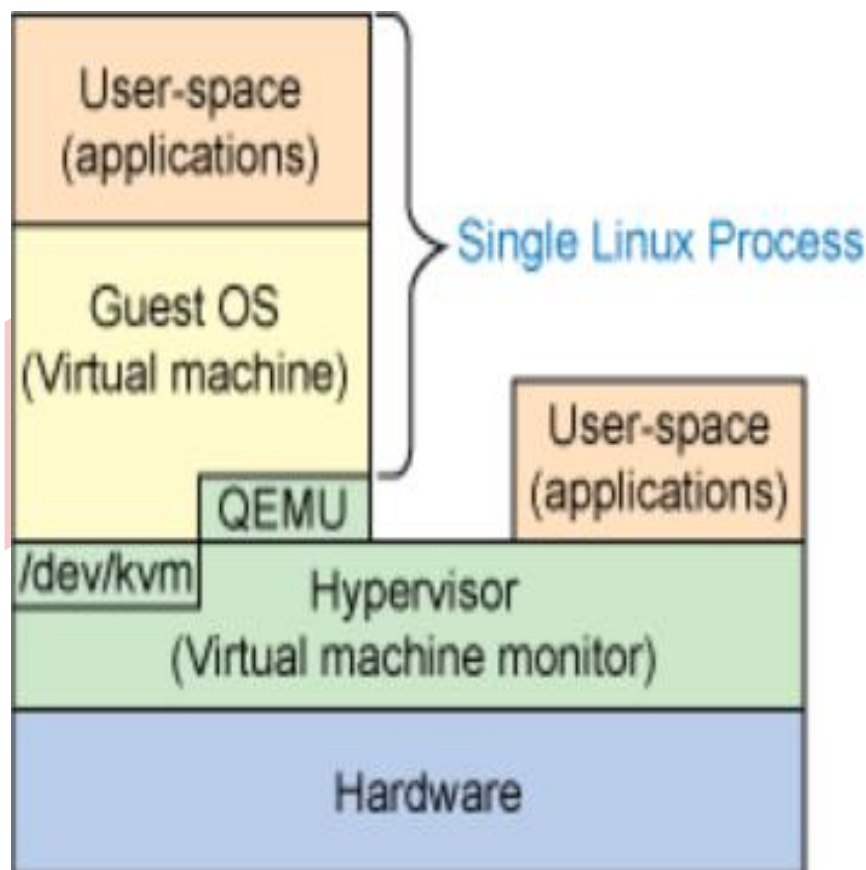 User-space
(applications)
Single Linux Process
Guest OS
(Virtual machine)
User-space
(applications)
QEMU
/dev/kvm
Hypervisor
(Virtual machine monitor)
Hardware